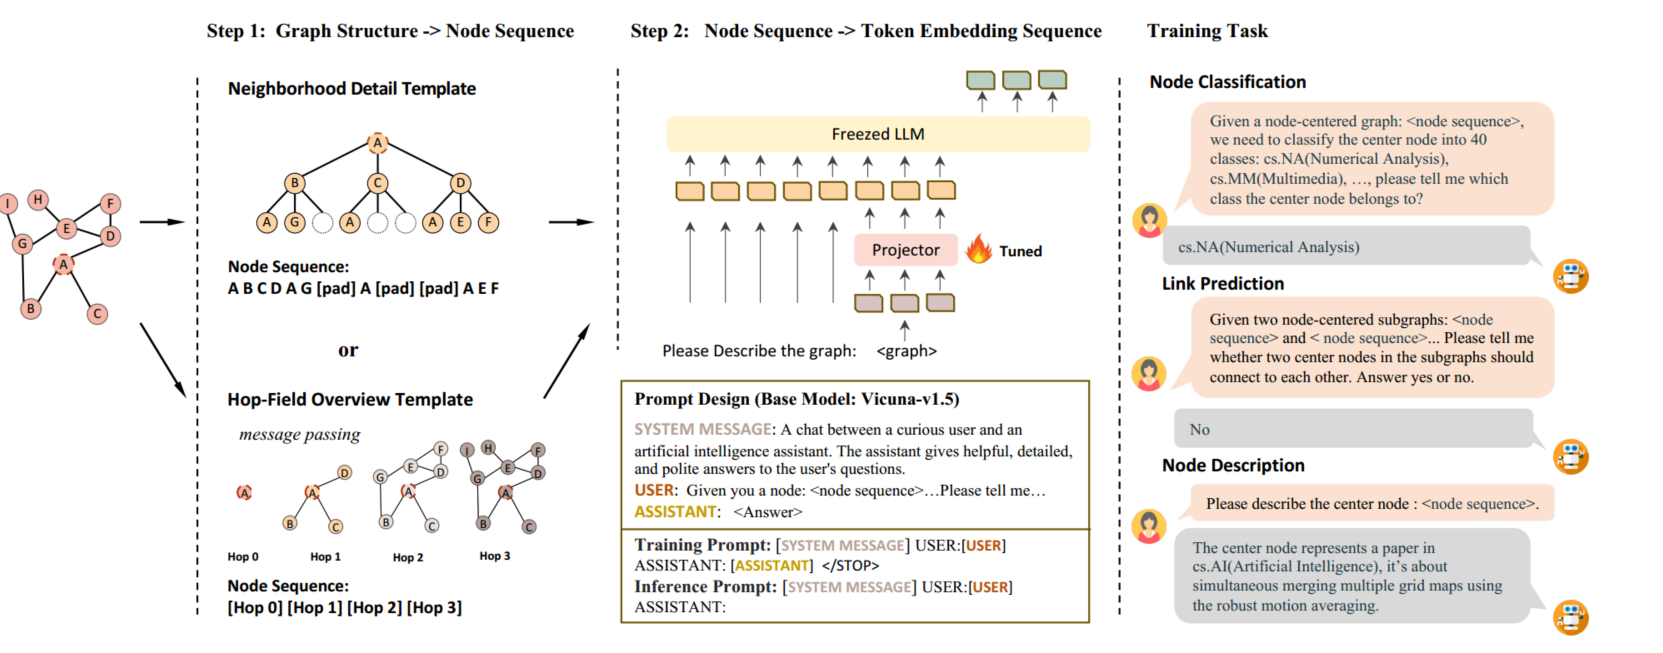 Step 1: Graph Structure -> Node Sequence
Step 2: Node Sequence -> Token Embedding Sequence
Training Task
I
H
F
E
G
D
A
B
C
Neighborhood Detail Template
A
B
C
D
A
G
A
A
E
F
Node Sequence:
A B C D A G [pad] A [pad] [pad] A E F
or
Hop-Field Overview Template
message passing
A
D
A
B
C
F
E
D
G
A
B
C
I
H
F
E
D
G
A
B
C
Hop 0
Hop 1
Hop 2
Hop 3
Node Sequence:
[Hop 0] [Hop 1] [Hop 2] [Hop 3]
Freezed LLM
Projector
Tuned
Please Describe the graph: <graph>
Prompt Design (Base Model: Vicuna-v1.5)
SYSTEM MESSAGE: A chat between a curious user and an
artificial intelligence assistant. The assistant gives helpful, detailed,
and polite answers to the user's questions.
USER: Given you a node: <node sequence>...Please tell me...
ASSISTANT: <Answer>
Training Prompt: [SYSTEM MESSAGE] USER:[USER]
ASSISTANT: [ASSISTANT] </STOP>
Inference Prompt: [SYSTEM MESSAGE] USER:[USER]
ASSISTANT:
Node Classification
Given a node-centered graph: <node sequence>,
we need to classify the center node into 40
classes: cs.NA(Numerical Analysis),
cs.MM(Multimedia), ..., please tell me which
class the center node belongs to?
cs.NA(Numerical Analysis)
Link Prediction
Given two node-centered subgraphs: <node
sequence> and < node sequence>... Please tell me
whether two center nodes in the subgraphs should
connect to each other. Answer yes or no.
No
Node Description
Please describe the center node : <node sequence>.
The center node represents a paper in
cs.AI(Artificial Intelligence), it's about
simultaneous merging multiple grid maps using
the robust motion averaging.